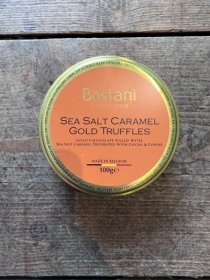 Bostani
SEA SALT CARAMEL
GOLD TRUFFLES
GOLD CHOCOLATE FILLED WITH
SEA SALT CARAMEL DECORATED WITH COCOA & COPPER
MADE IN BELGIUM
100g℮